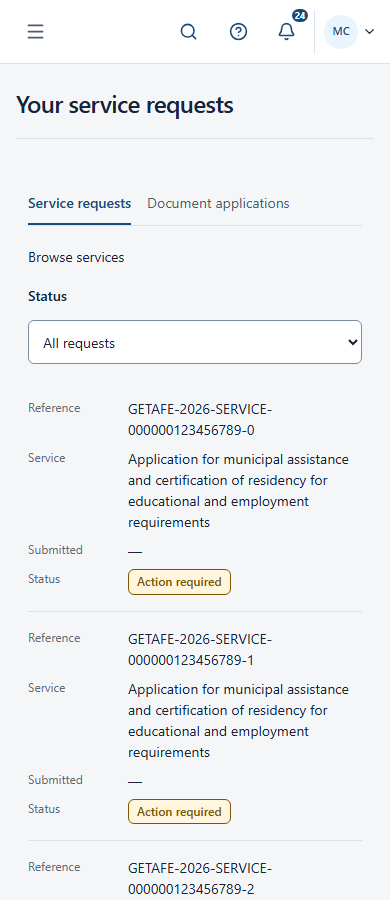 24
MC
Your service requests
Service requests
Document applications
Browse services
Status
All requests
Reference
GETAFE-2026-SERVICE-
000000123456789-0
Service
Application for municipal assistance
and certification of residency for
educational and employment
requirements
Submitted
—
Status
Action required
Reference
GETAFE-2026-SERVICE-
000000123456789-1
Service
Application for municipal assistance
and certification of residency for
educational and employment
requirements
Submitted
—
Status
Action required
Reference
GETAFE-2026-SERVICE-
000000123456789-2